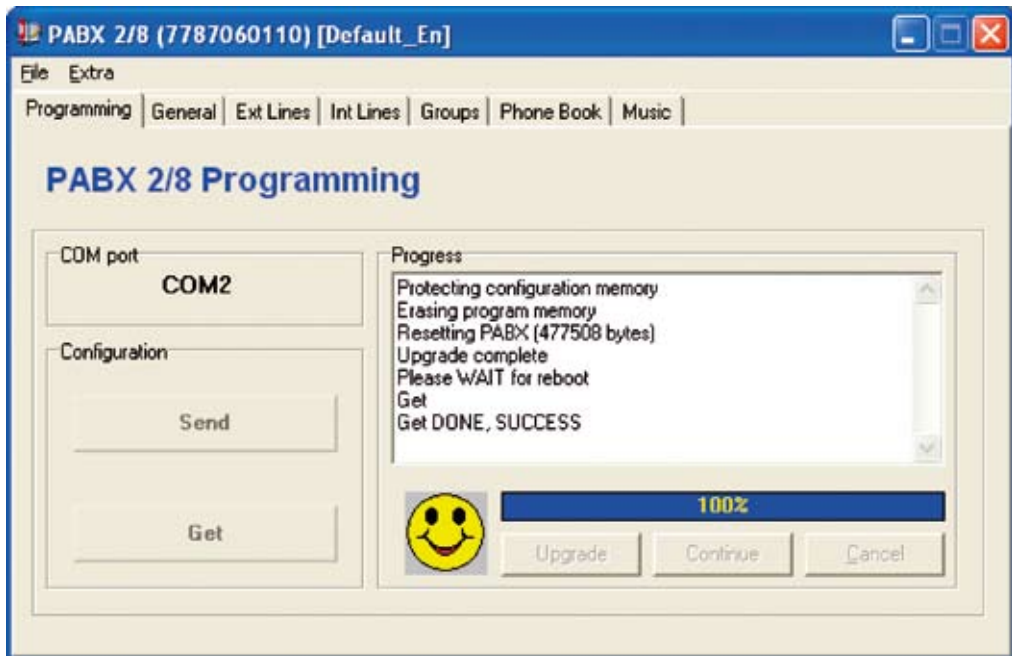 PABX 2/8 (7787060110) [Default_En]
File Extra
Programming General Ext Lines Int Lines Groups Phone Book Music
PABX 2/8 Programming
COM port
COM2
Configuration
Send
Get
Progress
Protecting configuration memory
Erasing program memory
Resetting PABX (477508 bytes)
Upgrade complete
Please WAIT for reboot
Get
Get DONE, SUCCESS
100%
Upgrade Continue Cancel